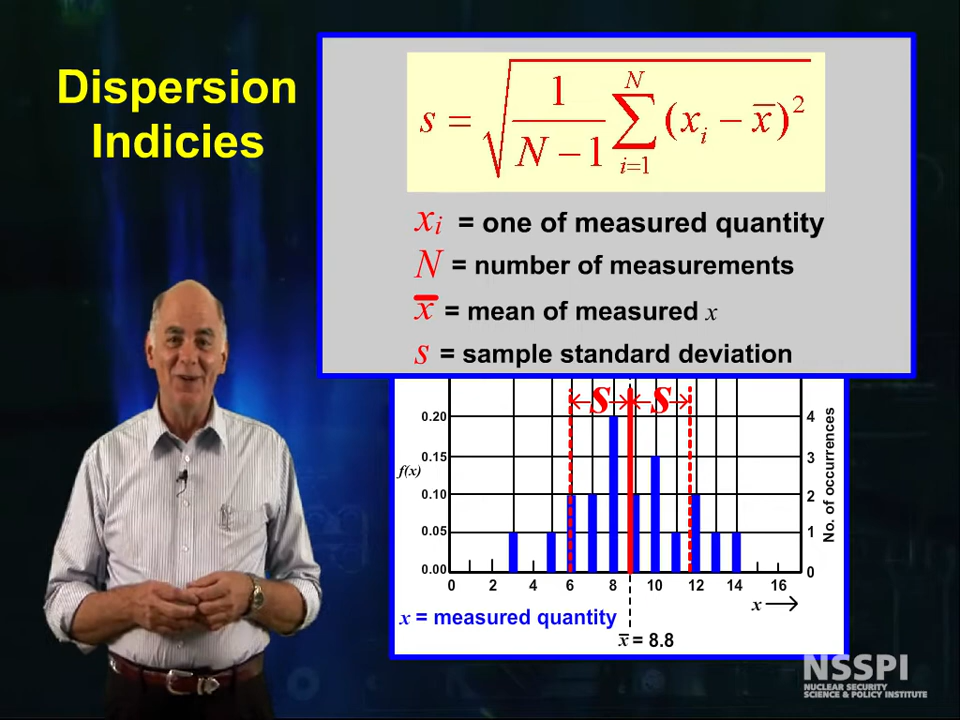 Dispersion
Indicies
s = √(1/(N−1) ∑_{i=1}^{N} (x_i − x̄)²)
x_i = one of measured quantity
N = number of measurements
x̄ = mean of measured x
s = sample standard deviation
s s
0.20 4
0.15 3
f(x)
0.10 2
0.05 1
0.00 0
No. of occurrences
0 2 4 6 8 10 12 14 16
x
x = measured quantity
x̄ = 8.8
NSSPI
NUCLEAR SECURITY
SCIENCE & POLICY INSTITUTE